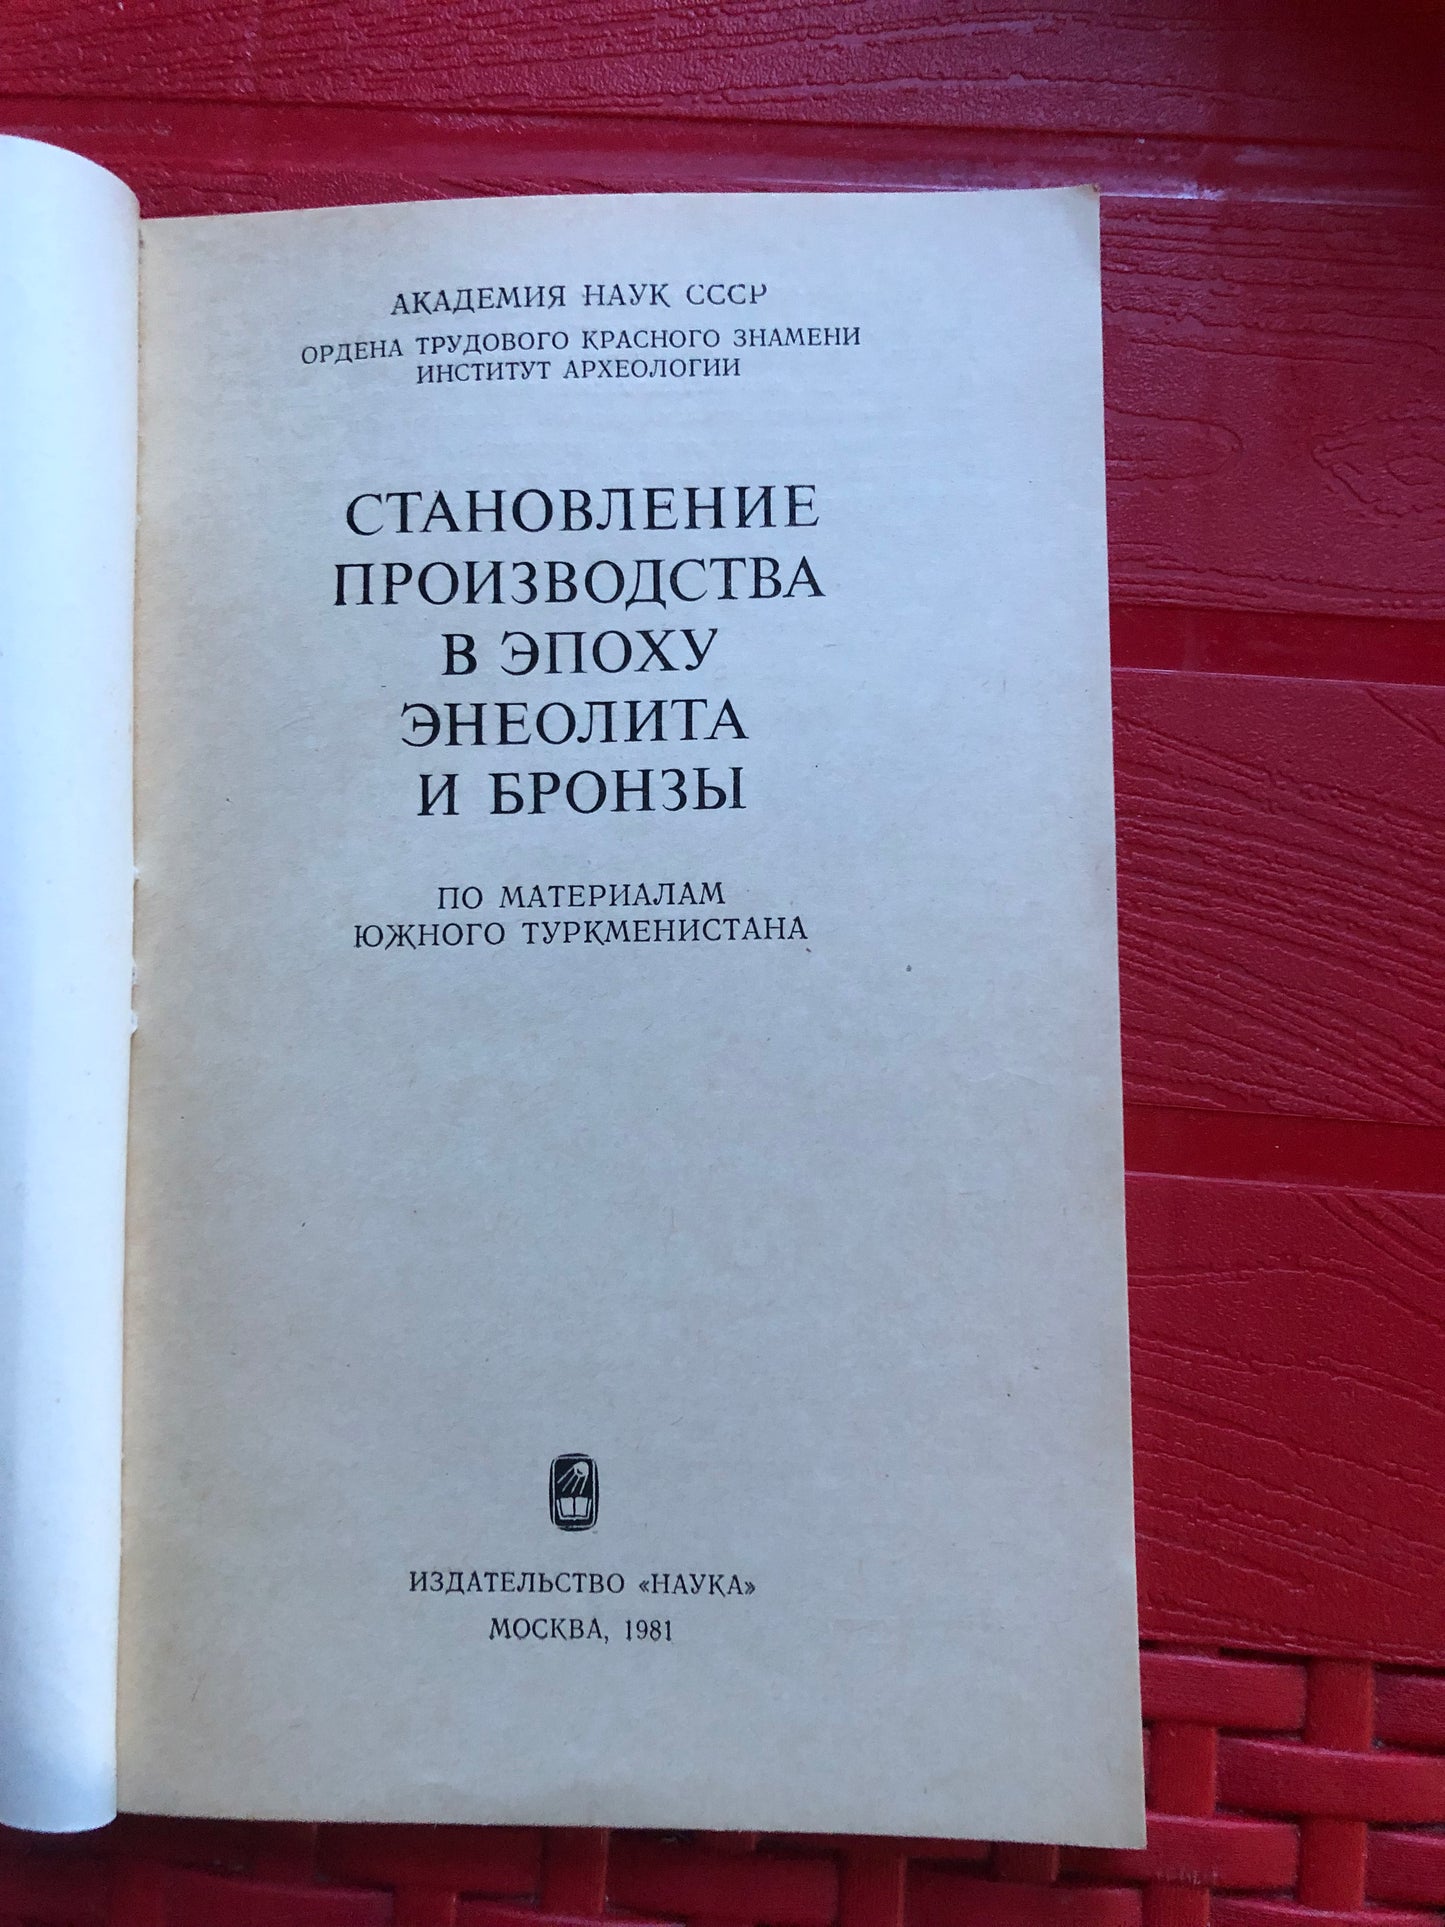 АКАДЕМИЯ НАУК СССР
ОРДЕНА ТРУДОВОГО КРАСНОГО ЗНАМЕНИ
ИНСТИТУТ АРХЕОЛОГИИ
СТАНОВЛЕНИЕ
ПРОИЗВОДСТВА
В ЭПОХУ
ЭНЕОЛИТА
И БРОНЗЫ
ПО МАТЕРИАЛАМ
ЮЖНОГО ТУРКМЕНИСТАНА
ИЗДАТЕЛЬСТВО «НАУКА»
МОСКВА, 1981